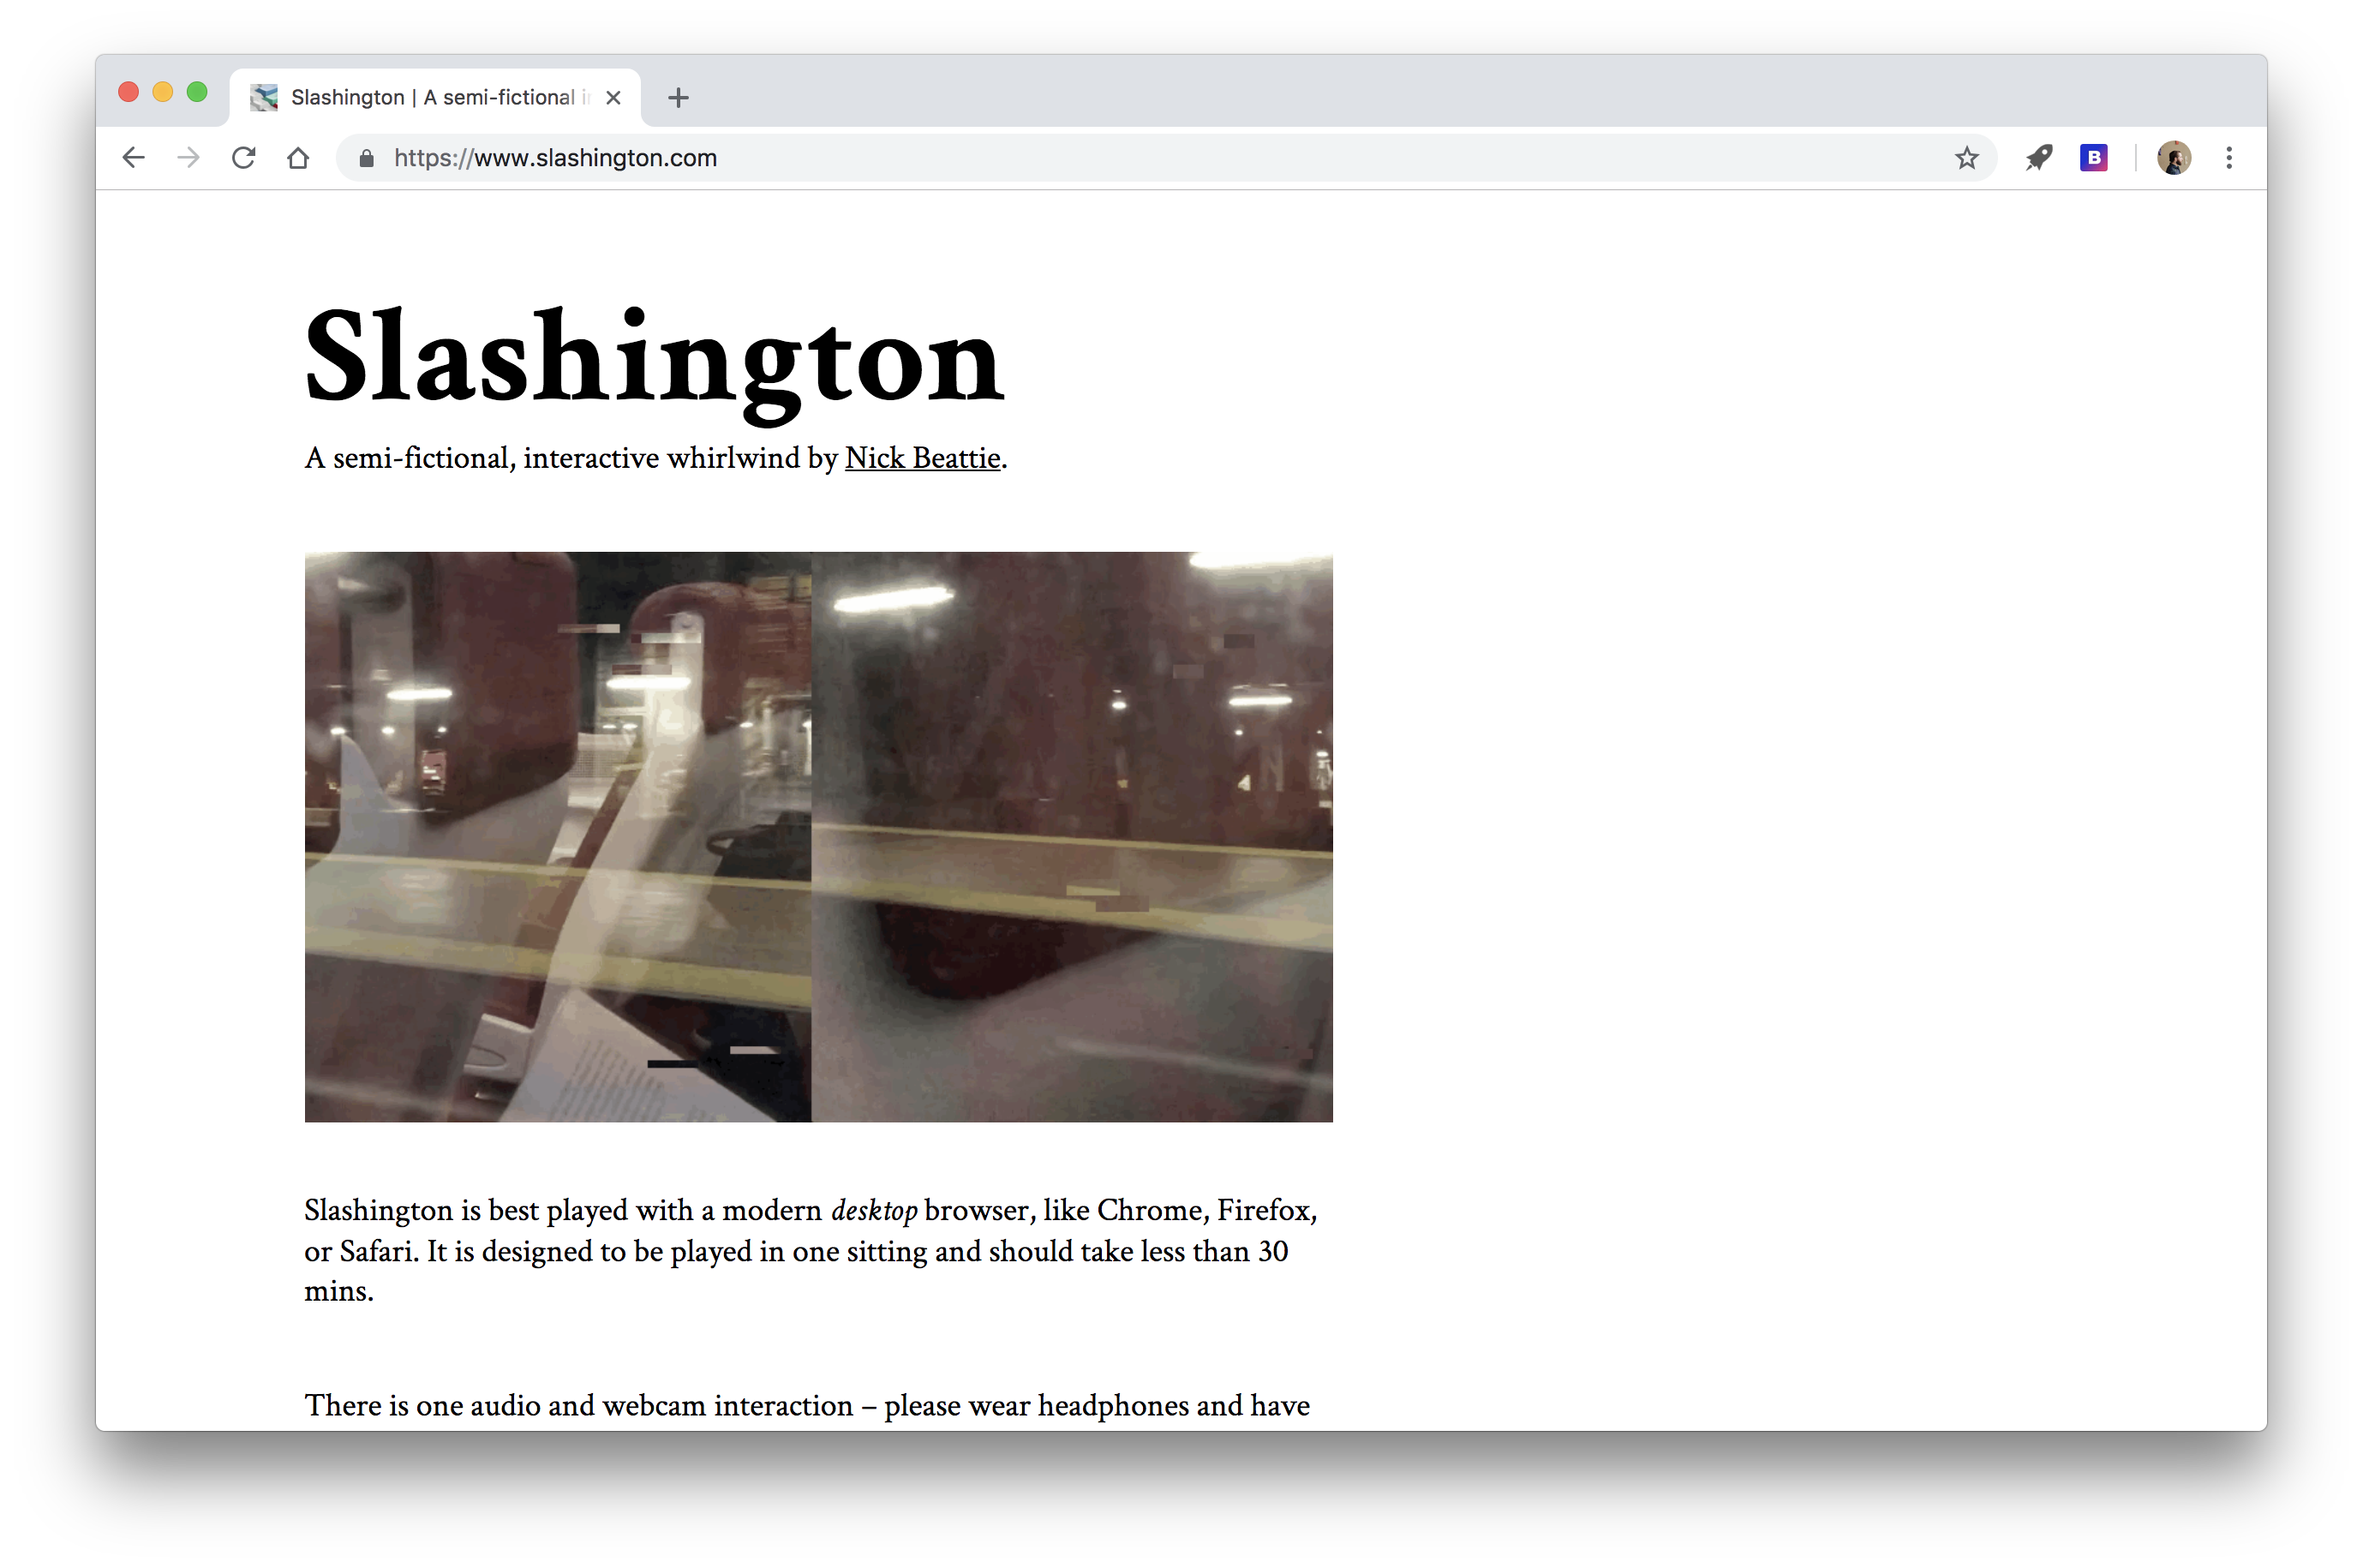 Slashington | A semi-fictional
https://www.slashington.com
B
Slashington
A semi-fictional, interactive whirlwind by Nick Beattie.
Slashington is best played with a modern desktop browser, like Chrome, Firefox,
or Safari. It is designed to be played in one sitting and should take less than 30
mins.
There is one audio and webcam interaction – please wear headphones and have